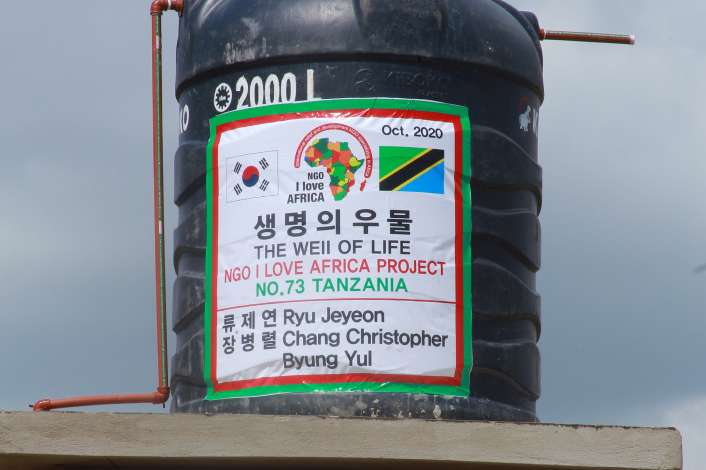 2000 L
KO
Oct. 2020
NGO
I love
AFRICA
생명의우물
THE WEll OF LIFE
NGO I LOVE AFRICA PROJECT
NO.73 TANZANIA
류제연 Ryu Jeyeon
장병렬 Chang Christopher
Byung Yul